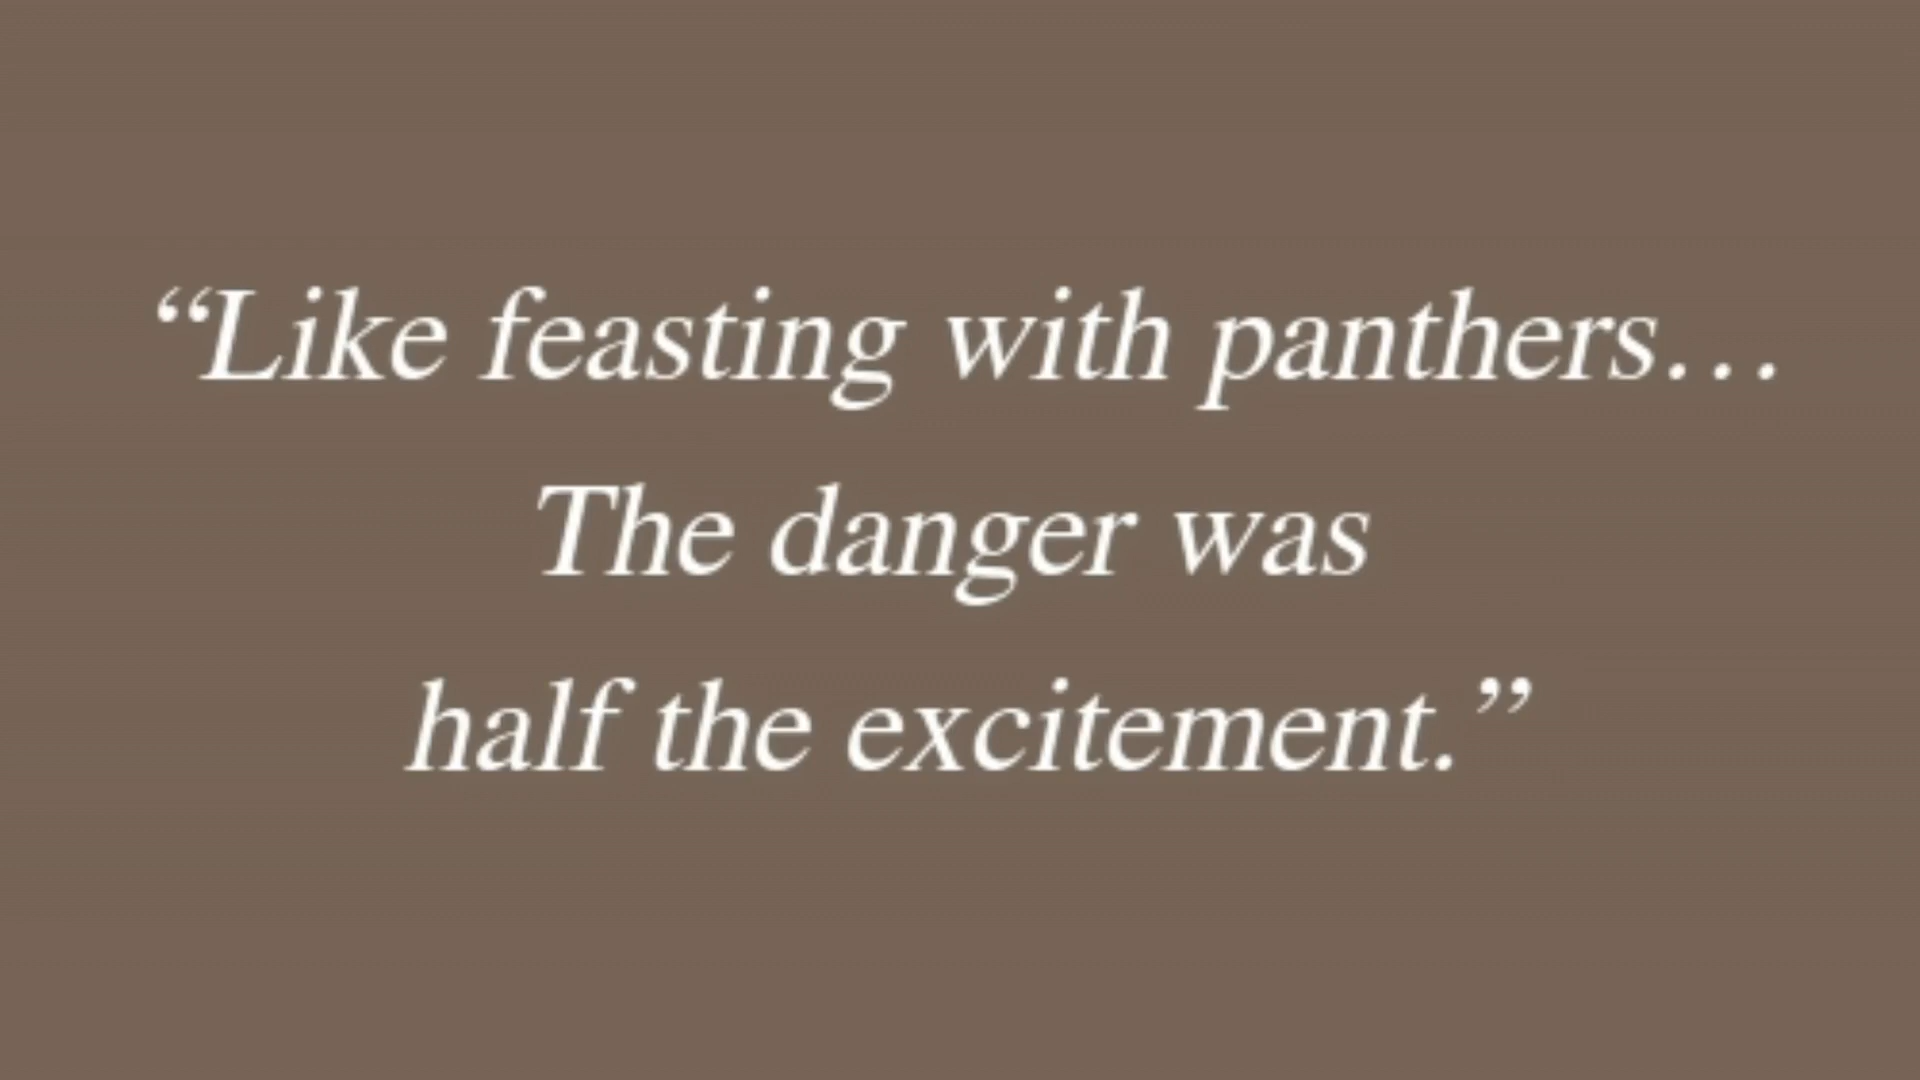 “Like feasting with panthers…
The danger was
half the excitement.”